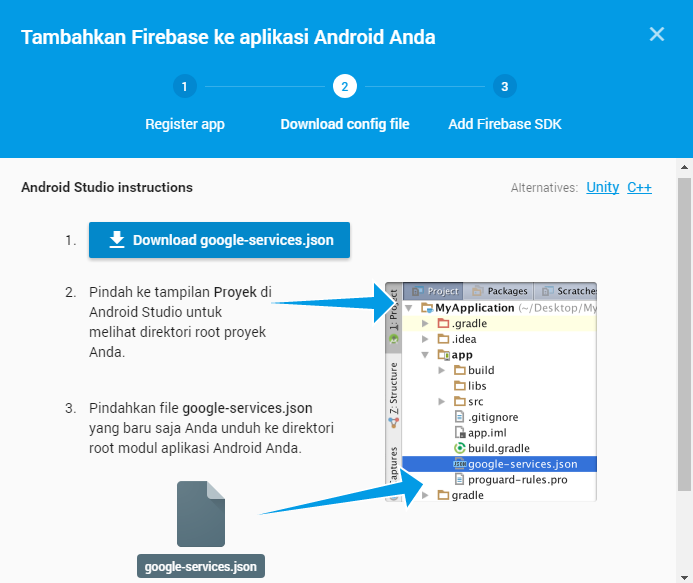 Tambahkan Firebase ke aplikasi Android Anda
1 2 3
Register app Download config file Add Firebase SDK
Android Studio instructions
Alternatives: Unity C++
1. Download google-services.json
2. Pindah ke tampilan Proyek di
Android Studio untuk
melihat direktori root proyek
Anda.
3. Pindahkan file google-services.json
yang baru saja Anda unduh ke direktori
root modul aplikasi Android Anda.
google-services.json
Project Packages Scratches
1: Project
Z: Structure
aptures
MyApplication (~/Desktop/My
.gradle
.idea
app
build
libs
src
.gitignore
app.iml
build.gradle
google-services.json
proguard-rules.pro
gradle